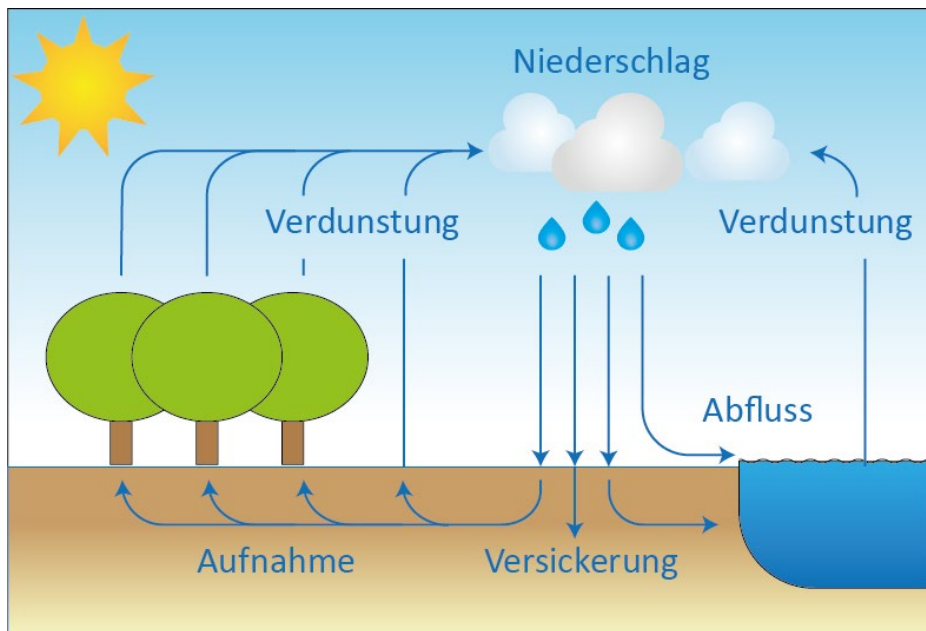 Niederschlag
Verdunstung
Verdunstung
Abfluss
Aufnahme
Versickerung